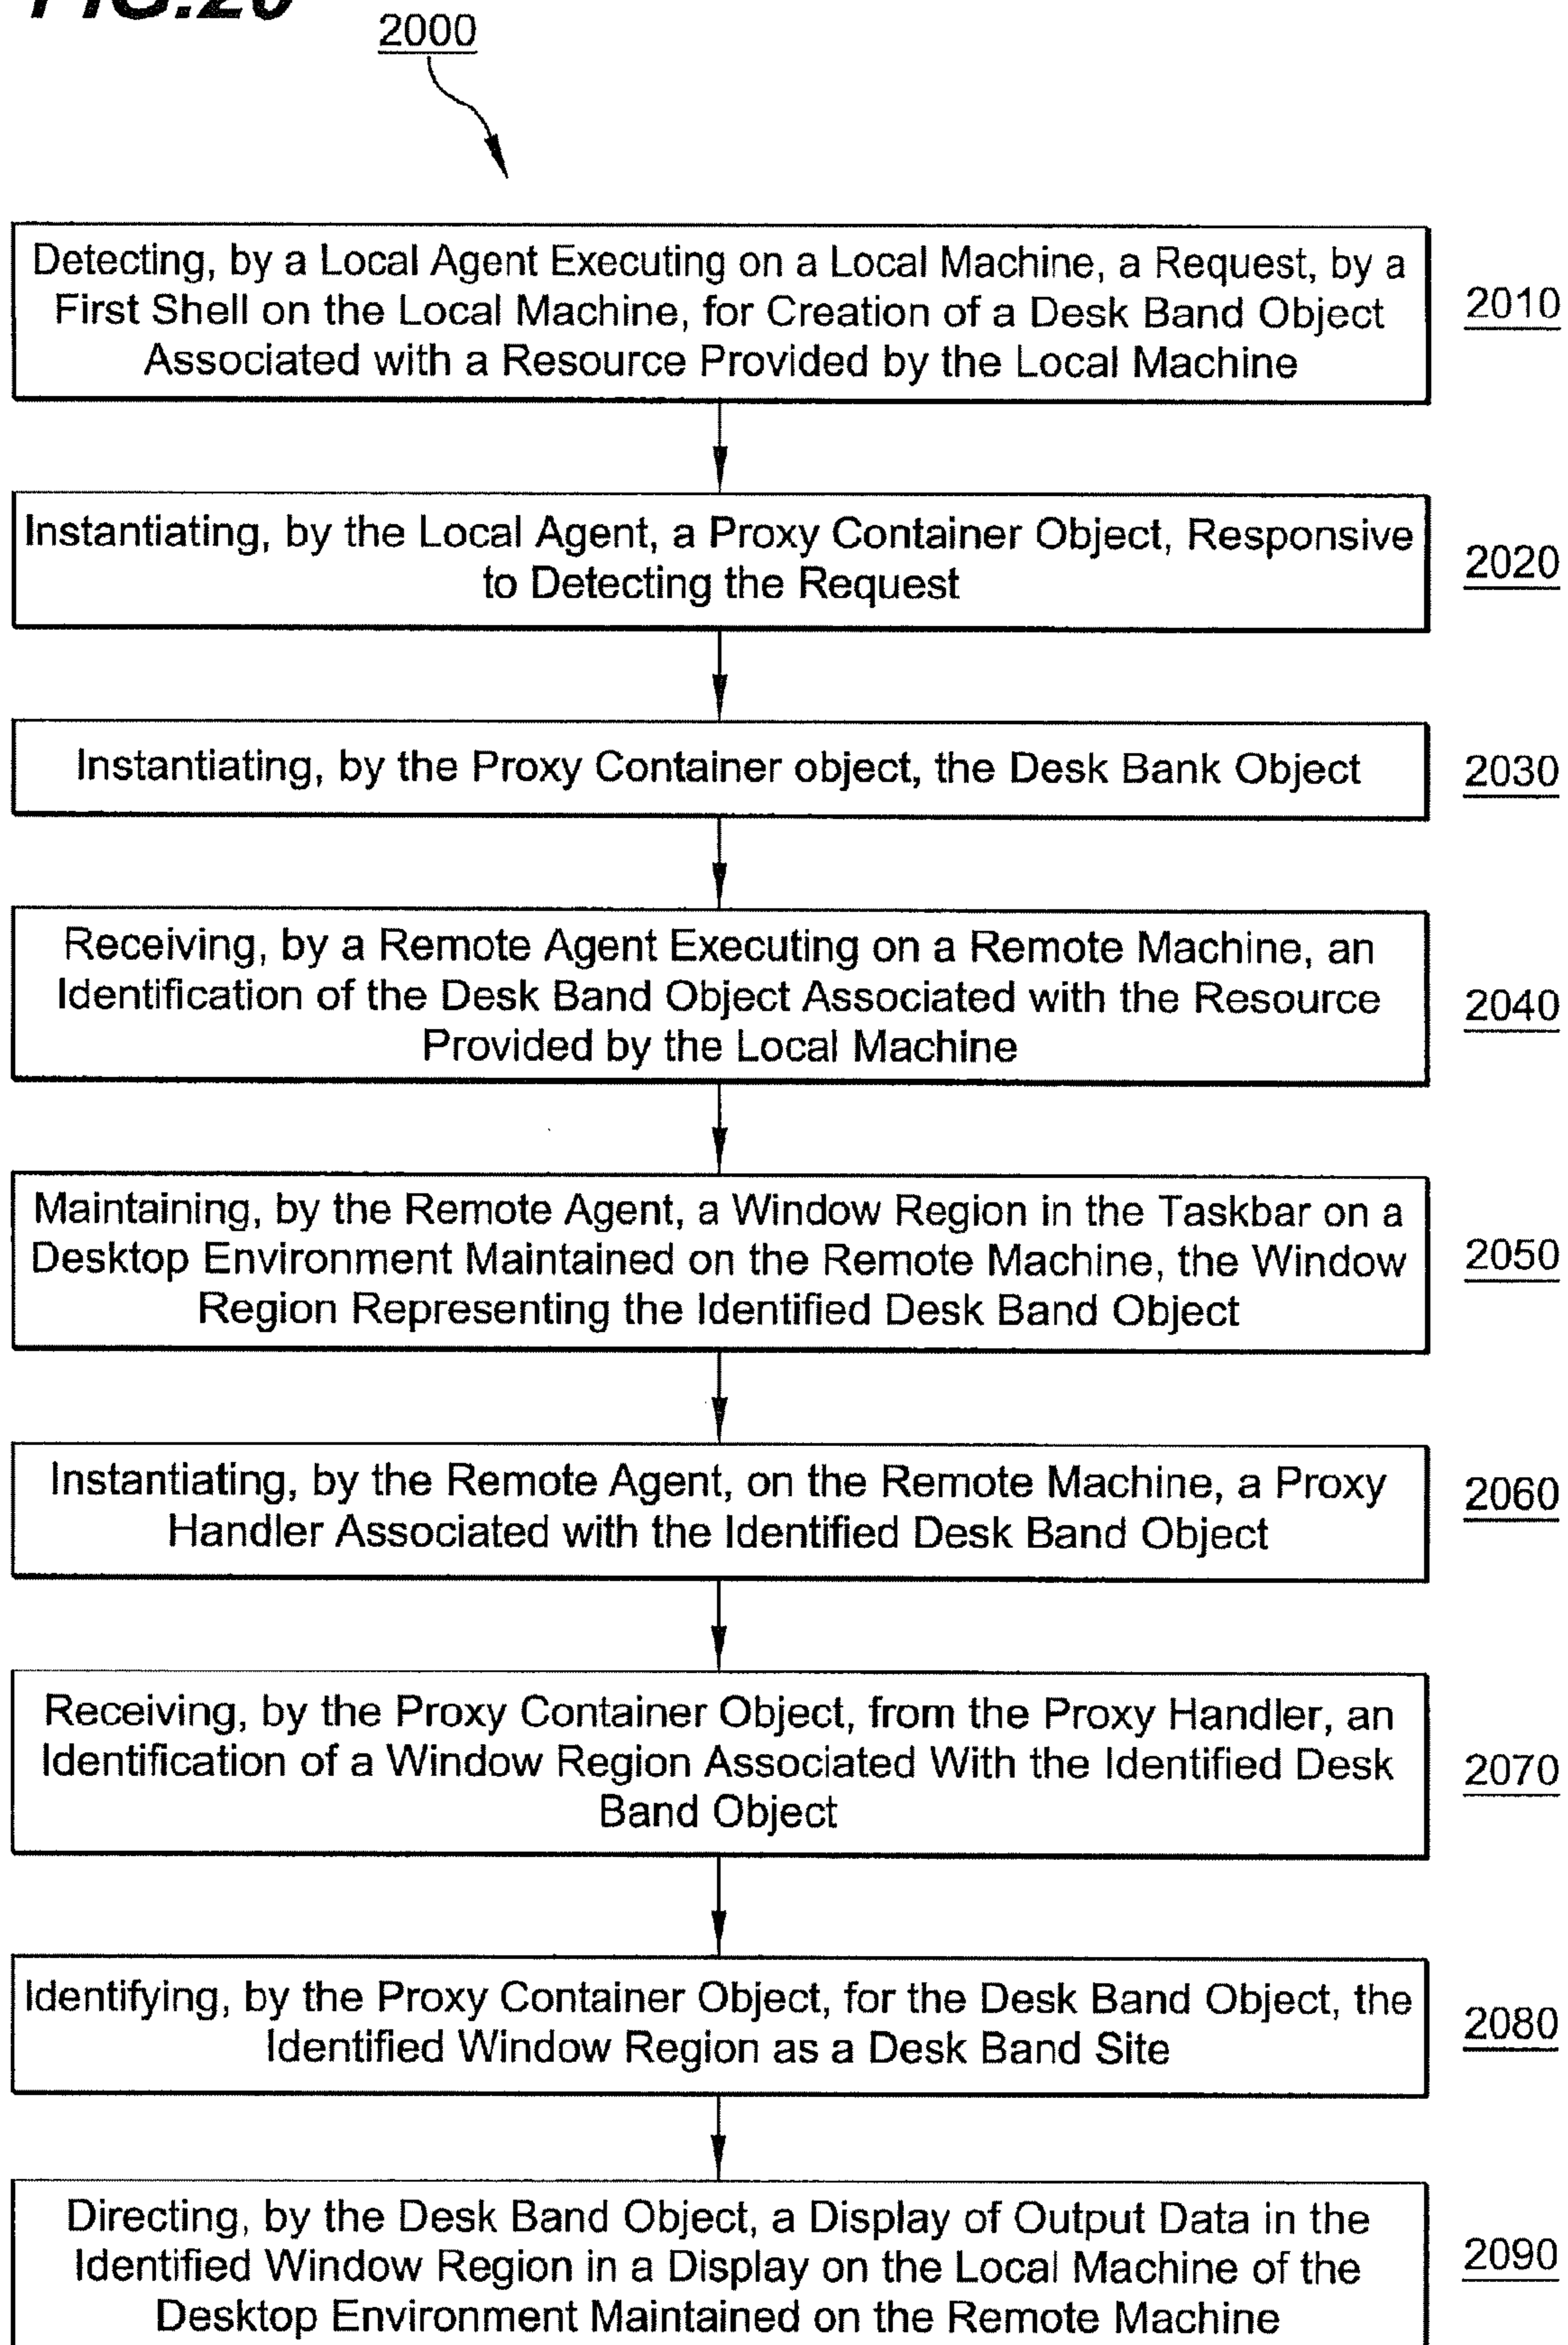 FIG.20
2000
Detecting, by a Local Agent Executing on a Local Machine, a Request, by a
First Shell on the Local Machine, for Creation of a Desk Band Object
Associated with a Resource Provided by the Local Machine
2010
Instantiating, by the Local Agent, a Proxy Container Object, Responsive
to Detecting the Request
2020
Instantiating, by the Proxy Container object, the Desk Bank Object
2030
Receiving, by a Remote Agent Executing on a Remote Machine, an
Identification of the Desk Band Object Associated with the Resource
Provided by the Local Machine
2040
Maintaining, by the Remote Agent, a Window Region in the Taskbar on a
Desktop Environment Maintained on the Remote Machine, the Window
Region Representing the Identified Desk Band Object
2050
Instantiating, by the Remote Agent, on the Remote Machine, a Proxy
Handler Associated with the Identified Desk Band Object
2060
Receiving, by the Proxy Container Object, from the Proxy Handler, an
Identification of a Window Region Associated With the Identified Desk
Band Object
2070
Identifying, by the Proxy Container Object, for the Desk Band Object, the
Identified Window Region as a Desk Band Site
2080
Directing, by the Desk Band Object, a Display of Output Data in the
Identified Window Region in a Display on the Local Machine of the
Desktop Environment Maintained on the Remote Machine
2090